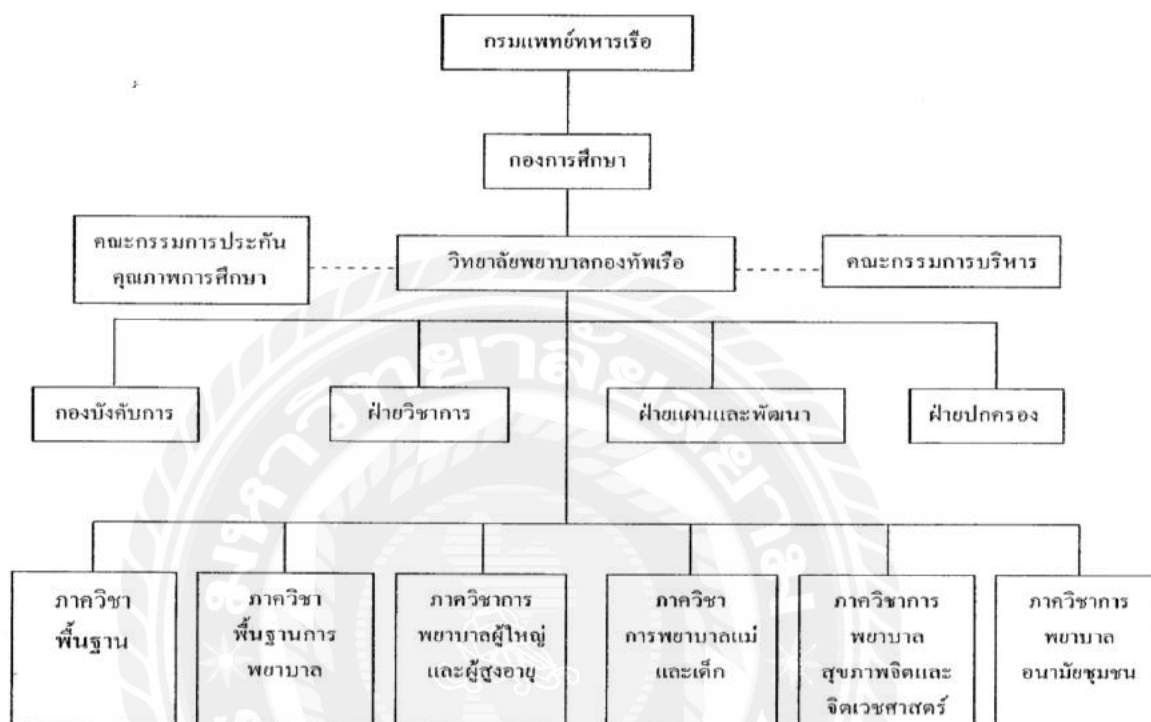 กรมแพทย์ทหารเรือ
กองการศึกษา
คณะกรรมการประกัน
คุณภาพการศึกษา
วิทยาลัยพยาบาลกองทัพเรือ
คณะกรรมการบริหาร
กองบังคับการ
ฝ่ายวิชาการ
ฝ่ายแผนและพัฒนา
ฝ่ายปกครอง
ภาควิชา
พื้นฐาน
ภาควิชา
พื้นฐานการ
พยาบาล
ภาควิชาการ
พยาบาลผู้ใหญ่
และผู้สูงอายุ
ภาควิชา
การพยาบาลแม่
และเด็ก
ภาควิชาการ
พยาบาล
สุขภาพจิตและ
จิตเวชศาสตร์
ภาควิชาการ
พยาบาล
อนามัยชุมชน